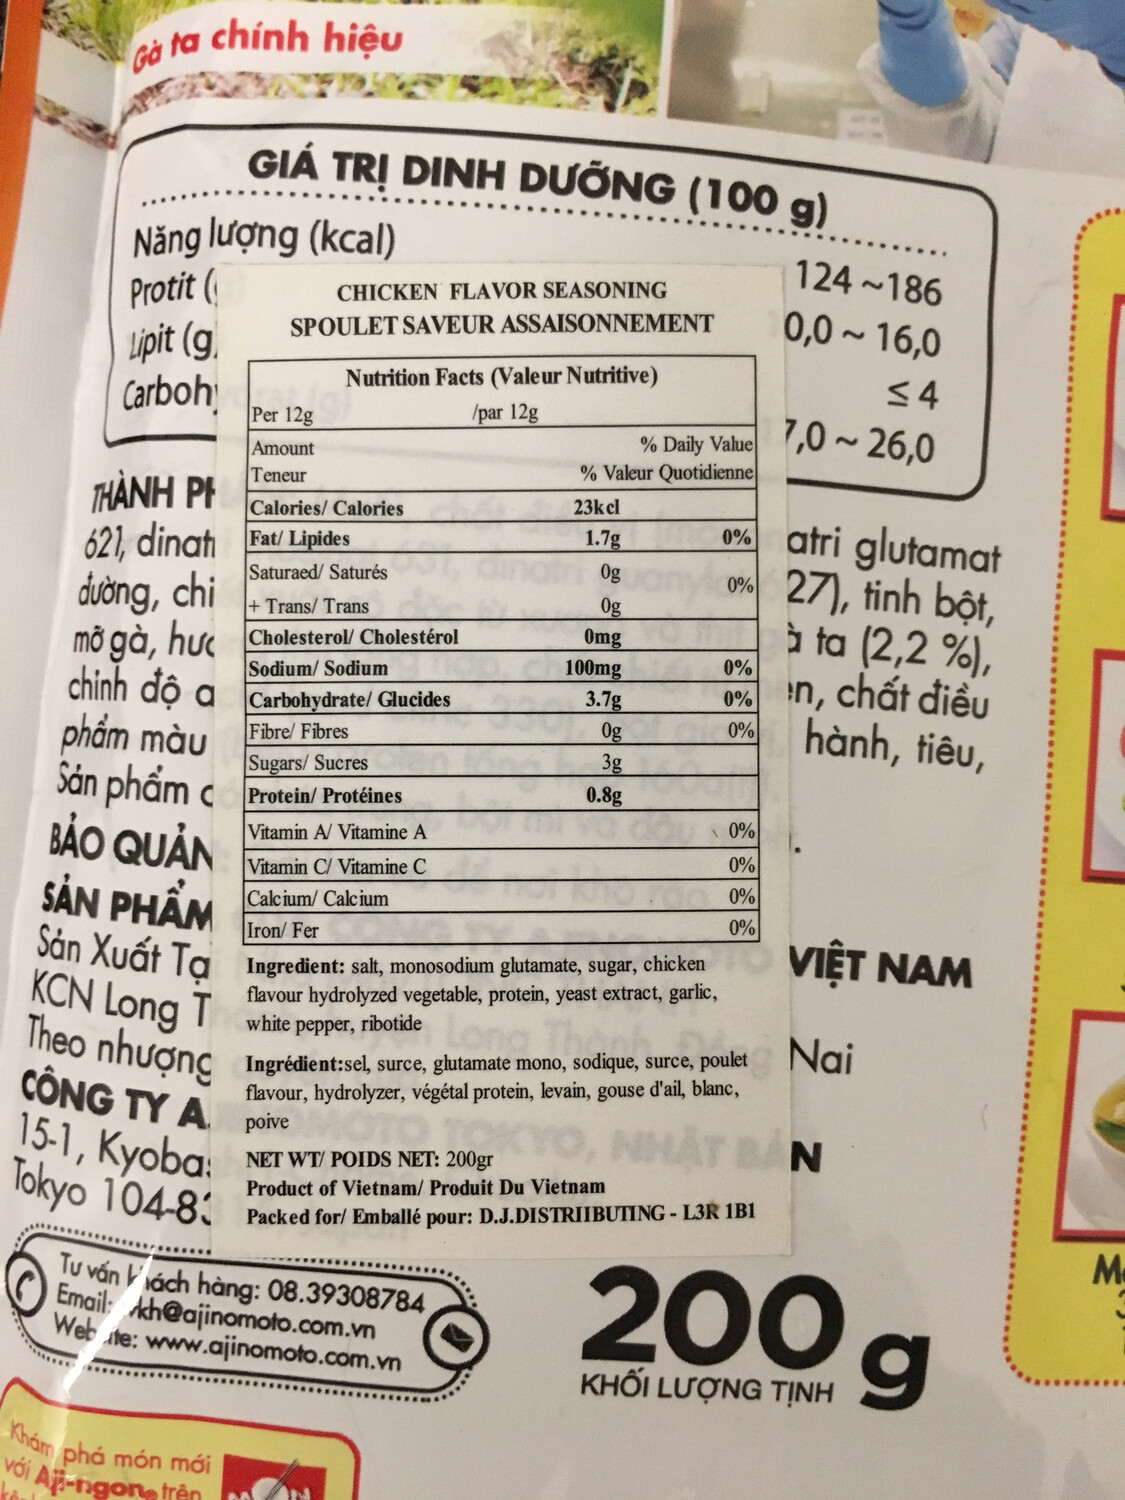 Gà ta chính hiệu
GIÁ TRỊ DINH DƯỠNG (100 g)
Năng lượng (kcal)
124 ~186
Protit (
0,0 ~ 16,0
Lipit (g
≤ 4
Carbohy
7,0 ~ 26,0
CHICKEN FLAVOR SEASONING
SPOULET SAVEUR ASSAISONNEMENT
Nutrition Facts (Valeur Nutritive)
Per 12g /par 12g
Amount % Daily Value
Teneur % Valeur Quotidienne
Calories/ Calories 23kcl
Fat/ Lipides 1.7g 0%
Saturaed/ Saturés 0g
0%
+ Trans/ Trans 0g
Cholesterol/ Cholestérol 0mg
Sodium/ Sodium 100mg 0%
Carbohydrate/ Glucides 3.7g 0%
Fibre/ Fibres 0g 0%
Sugars/ Sucres 3g
Protein/ Protéines 0.8g
Vitamin A/ Vitamine A 0%
Vitamin C/ Vitamine C 0%
Calcium/ Calcium 0%
Iron/ Fer 0%
Ingredient: salt, monosodium glutamate, sugar, chicken
flavour hydrolyzed vegetable, protein, yeast extract, garlic,
white pepper, ribotide
Ingrédient:sel, surce, glutamate mono, sodique, surce, poulet
flavour, hydrolyzer, végétal protein, levain, gouse d'ail, blanc,
poive
NET WT/ POIDS NET: 200gr
Product of Vietnam/ Produit Du Vietnam
Packed for/ Emballé pour: D.J.DISTRIIBUTING - L3R 1B1
THÀNH PH
621, dinatr
atri glutamat
đường, chi
27), tinh bột,
mỡ gà, hươ
à ta (2,2 %),
chỉnh độ a
en, chất điều
phẩm màu
hành, tiêu,
Sản phẩm c
BẢO QUẢN
SẢN PHẨM
VIỆT NAM
Sản Xuất Tạ
KCN Long T
Nai
Theo nhượng
CÔNG TY A
N
15-1, Kyoba
Tokyo 104-83
Tư vấn khách hàng: 08.39308784
Email: vkh@ajinomoto.com.vn
Website: www.ajinomoto.com.vn
200 g
KHỐI LƯỢNG TỊNH
Khám phá món mới
với Aji-ngon trên